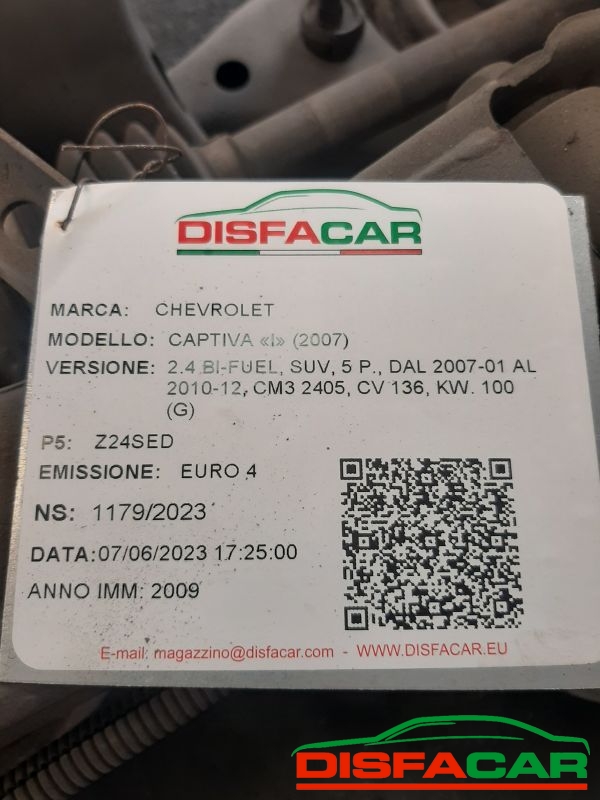 DISFACAR
MARCA: CHEVROLET
MODELLO: CAPTIVA «I» (2007)
VERSIONE: 2.4 BI-FUEL, SUV, 5 P., DAL 2007-01 AL
2010-12, CM3 2405, CV 136, KW. 100
(G)
P5: Z24SED
EMISSIONE: EURO 4
NS: 1179/2023
DATA:07/06/2023 17:25:00
ANNO IMM: 2009
E-mail: magazzino@disfacar.com - WWW.DISFACAR.EU
DISFACAR